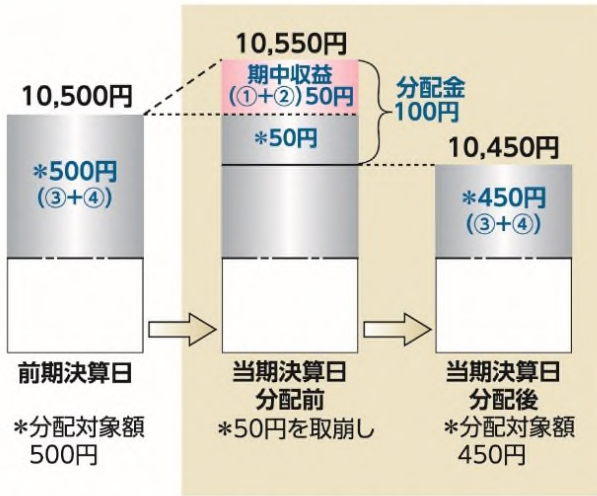 10,500円
*500円
(③+④)
前期決算日
*分配対象額
500円
10,550円
期中収益
(①+②)50円
*50円
分配金
100円
当期決算日
分配前
*50円を取崩し
10,450円
*450円
(③+④)
当期決算日
分配後
*分配対象額
450円